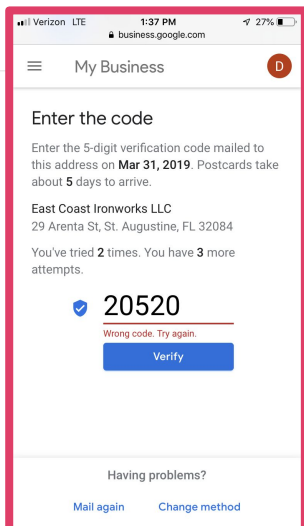 Verizon LTE 1:37 PM 27%
business.google.com
My Business D
Enter the code
Enter the 5-digit verification code mailed to
this address on Mar 31, 2019. Postcards take
about 5 days to arrive.
East Coast Ironworks LLC
29 Arenta St, St. Augustine, FL 32084
You've tried 2 times. You have 3 more
attempts.
20520
Wrong code. Try again.
Verify
Having problems?
Mail again Change method